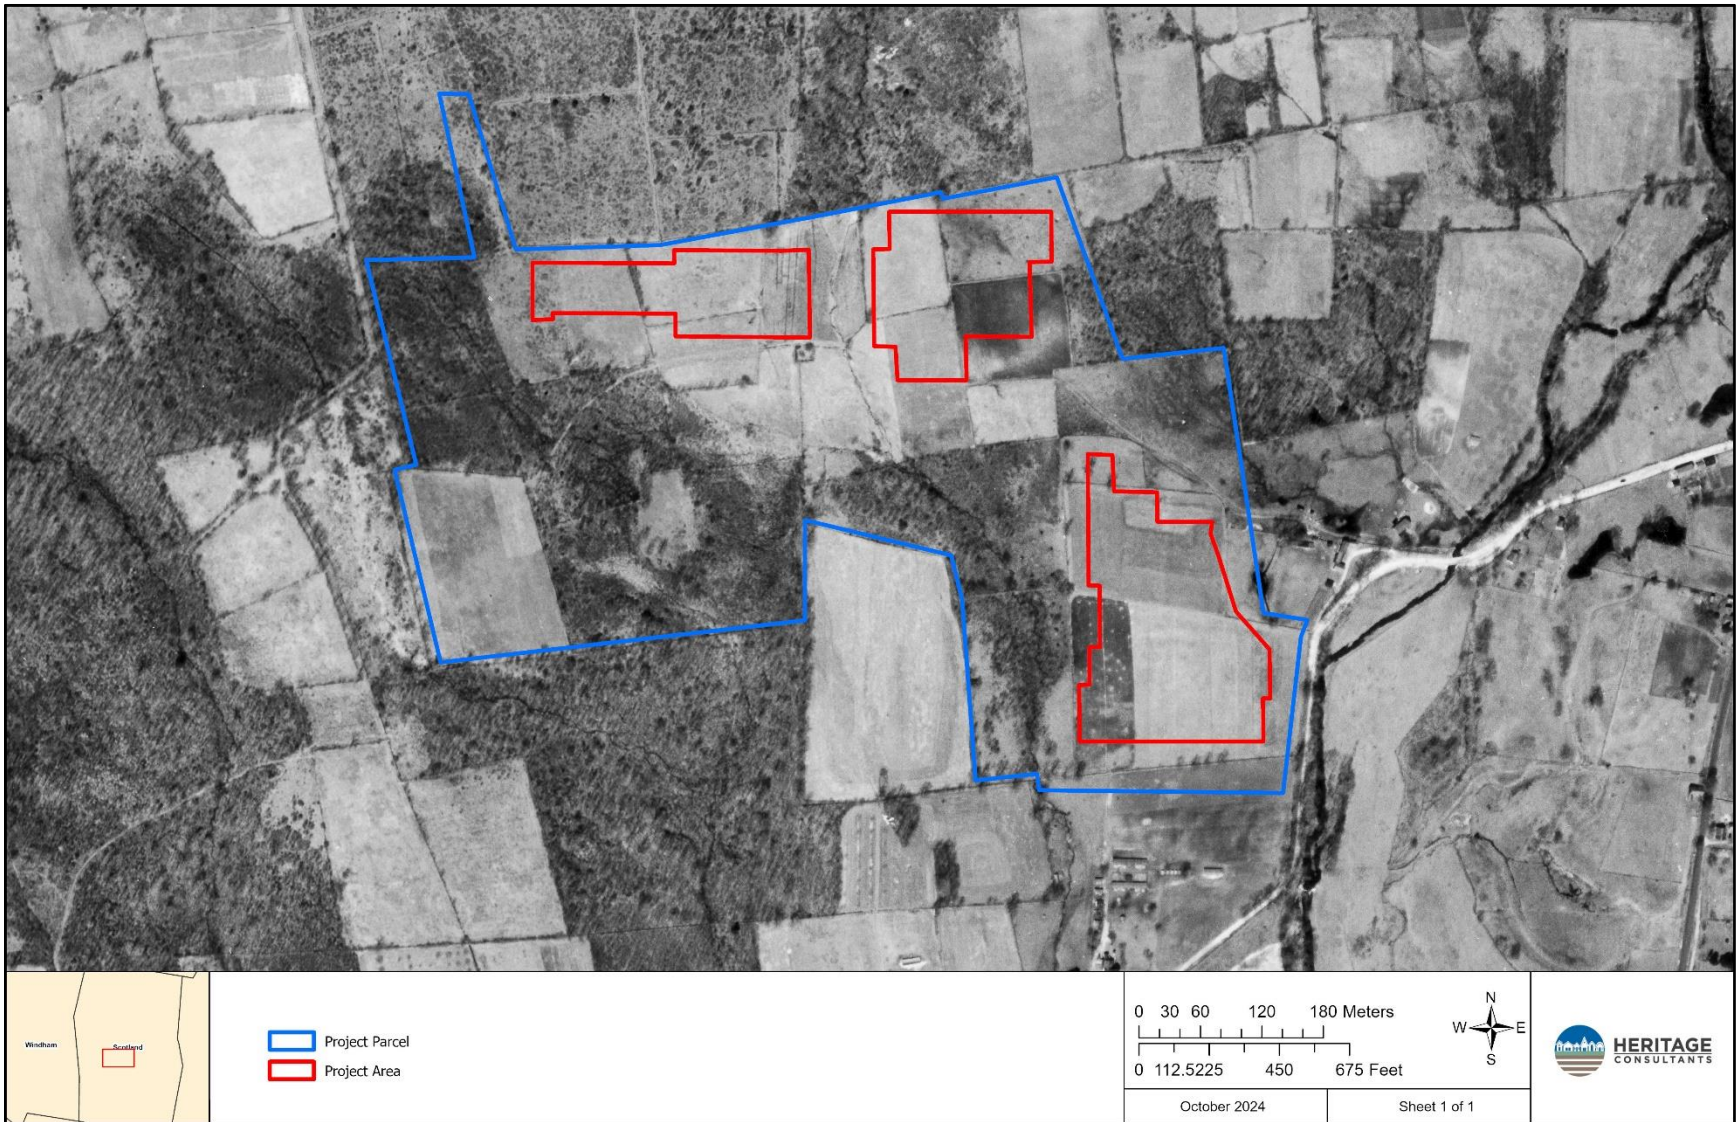 Windham
Scotland
Project Parcel
Project Area
0 30 60 120 180 Meters
0 112.5225 450 675 Feet
October 2024
Sheet 1 of 1
N
W E
S
HERITAGE
CONSULTANTS